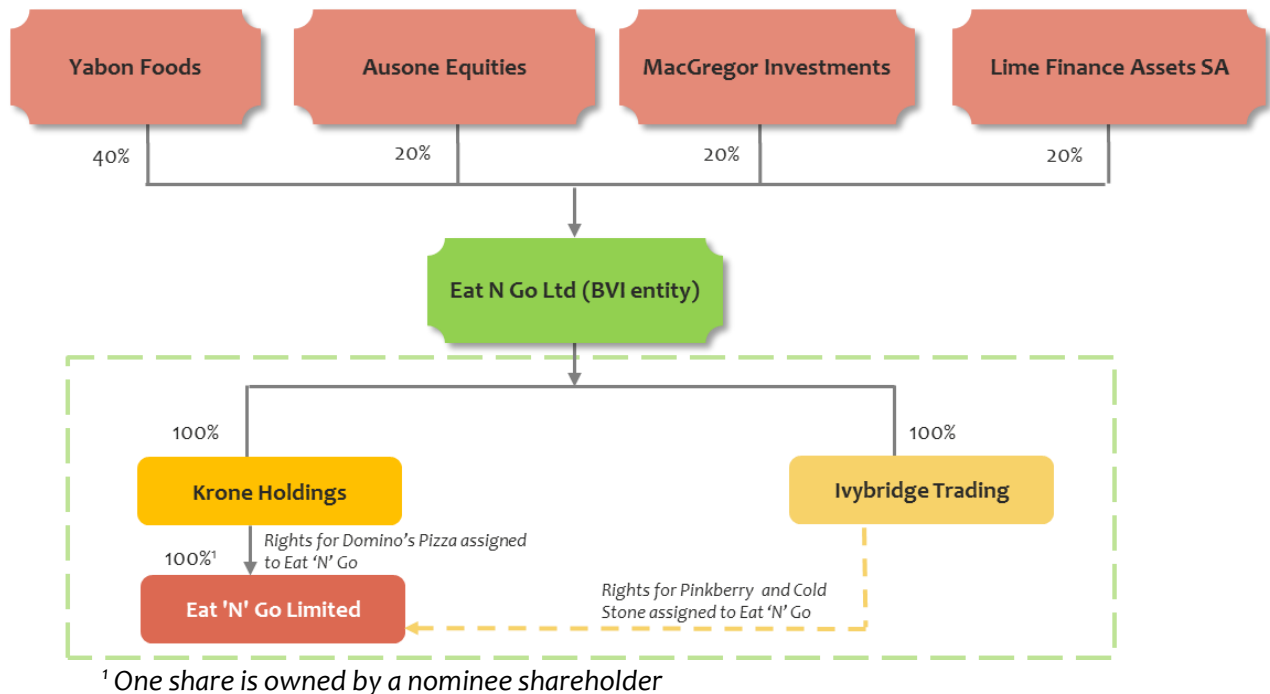 Yabon Foods
Ausone Equities
MacGregor Investments
Lime Finance Assets SA
40%
20%
20%
20%
Eat N Go Ltd (BVI entity)
100%
100%
Krone Holdings
Ivybridge Trading
Rights for Domino’s Pizza assigned
to Eat ‘N’ Go
100%¹
Rights for Pinkberry and Cold
Stone assigned to Eat ‘N’ Go
Eat 'N' Go Limited
¹ One share is owned by a nominee shareholder